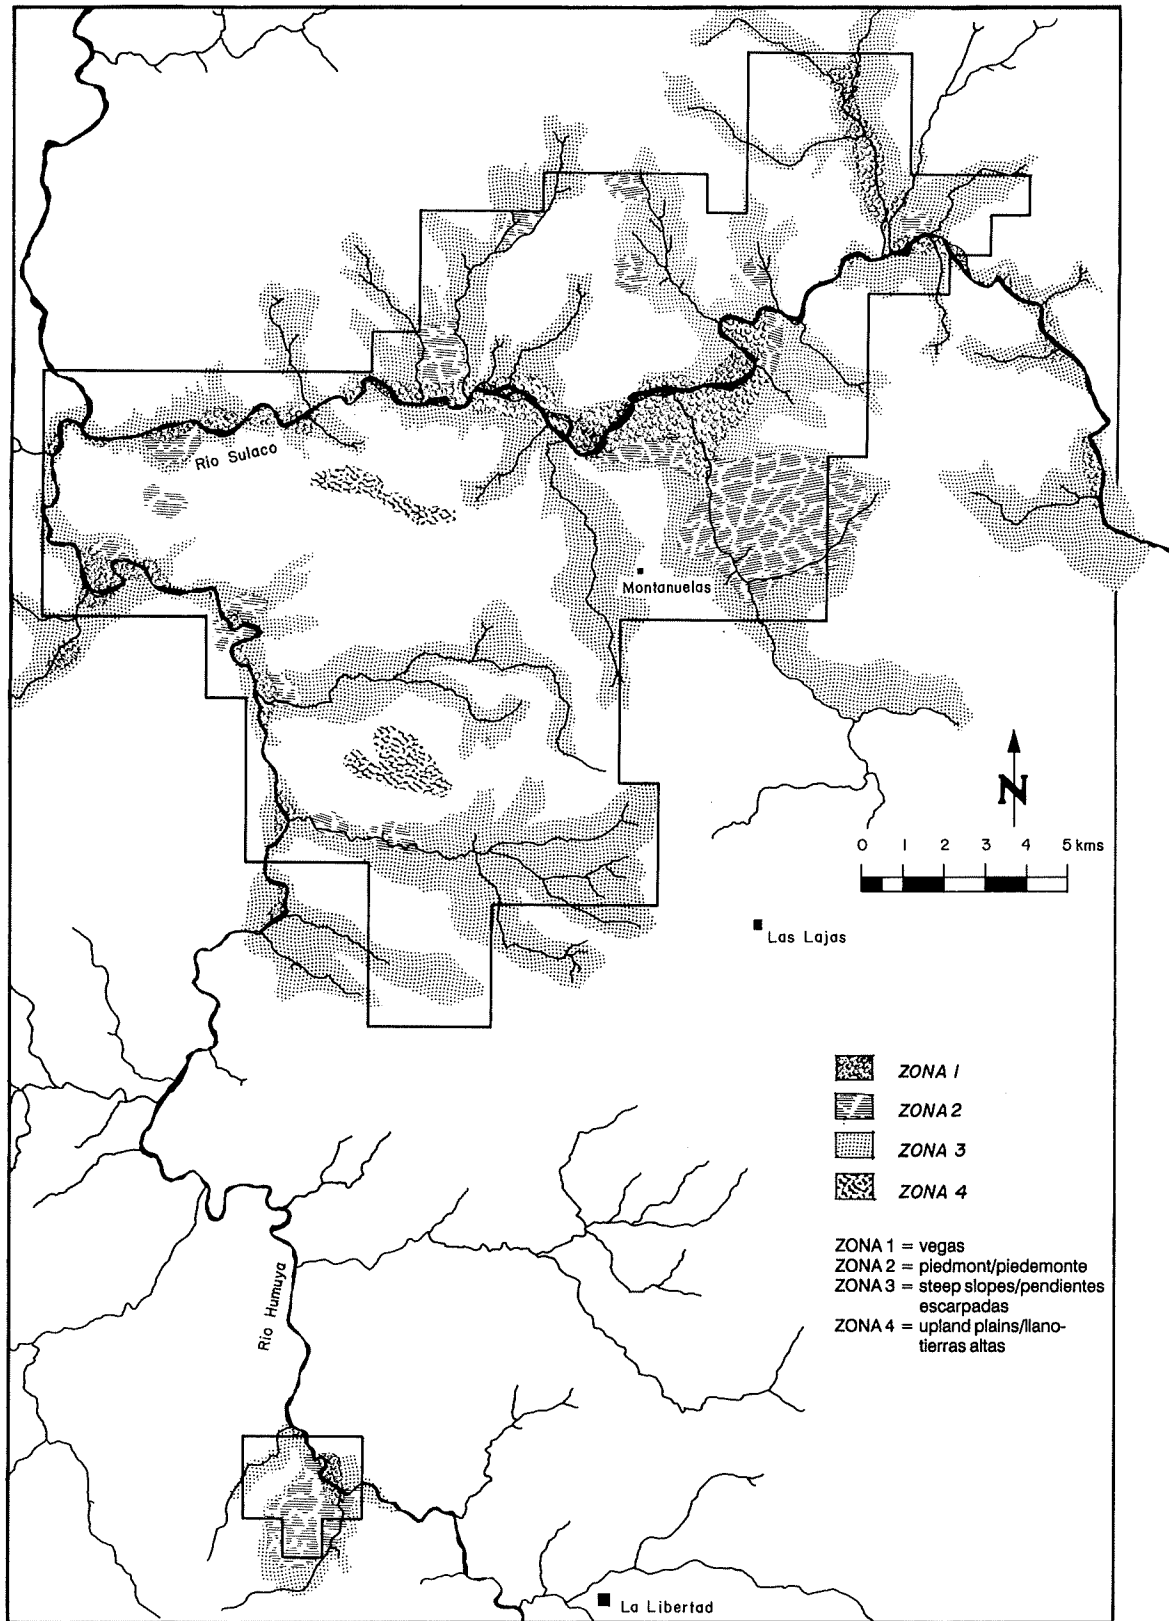 Rio Sulaco
Montanuelas
N
0 1 2 3 4 5 kms
Las Lajas
ZONA 1
ZONA 2
ZONA 3
ZONA 4
ZONA 1 = vegas
ZONA 2 = piedmont/piedemonte
ZONA 3 = steep slopes/pendientes
escarpadas
ZONA 4 = upland plains/llano-
tierras altas
Rio Humuya
La Libertad